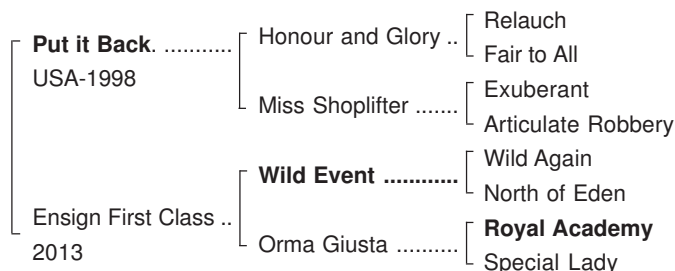 Relauch
Put it Back. ........... Honour and Glory ..
Fair to All
USA-1998
Exuberant
Miss Shoplifter .......
Articulate Robbery
Wild Again
Wild Event ............
North of Eden
Ensign First Class ..
Royal Academy
2013
Orma Giusta ..........
Special Lady